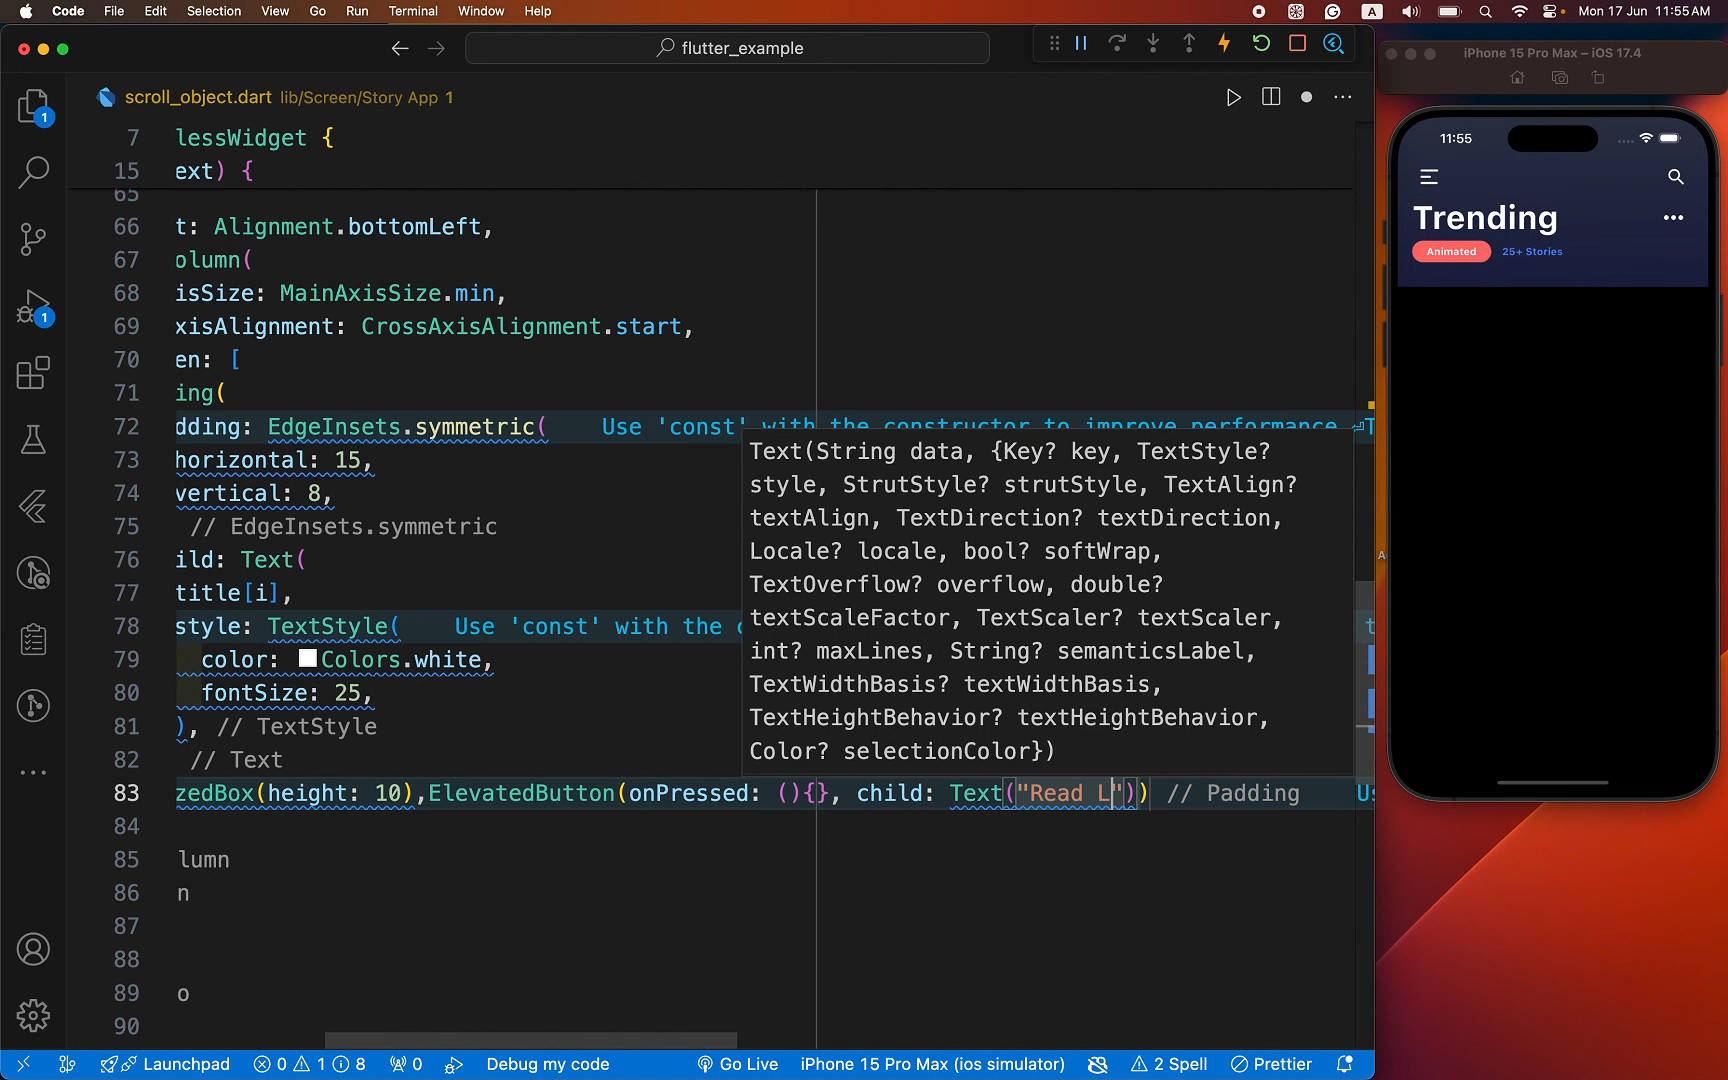 Code File Edit Selection View Go Run Terminal Window Help
A Mon 17 Jun 11:55 AM
flutter_example
iPhone 15 Pro Max – iOS 17.4
scroll_object.dart lib/Screen/Story App 1
1
7 lessWidget {
15 ext) {
65
66 t: Alignment.bottomLeft,
67 olumn(
68 isSize: MainAxisSize.min,
69 xisAlignment: CrossAxisAlignment.start,
70 en: [
71 ing(
72 dding: EdgeInsets.symmetric( Use 'const' with the constructor to improve performance.
73 horizontal: 15,
74 vertical: 8,
75 // EdgeInsets.symmetric
76 ild: Text(
77 title[i],
78 style: TextStyle( Use 'const' with the
79 color: Colors.white,
80 fontSize: 25,
81 ), // TextStyle
82 // Text
83 zedBox(height: 10),ElevatedButton(onPressed: (){}, child: Text("Read L")) // Padding
84
85 lumn
86 n
87
88
89 o
90
1
Text(String data, {Key? key, TextStyle?
style, StrutStyle? strutStyle, TextAlign?
textAlign, TextDirection? textDirection,
Locale? locale, bool? softWrap,
TextOverflow? overflow, double?
textScaleFactor, TextScaler? textScaler,
int? maxLines, String? semanticsLabel,
TextWidthBasis? textWidthBasis,
TextHeightBehavior? textHeightBehavior,
Color? selectionColor})
11:55
Trending
Animated 25+ Stories
Launchpad 0 1 8 0 Debug my code Go Live iPhone 15 Pro Max (ios simulator) 2 Spell Prettier